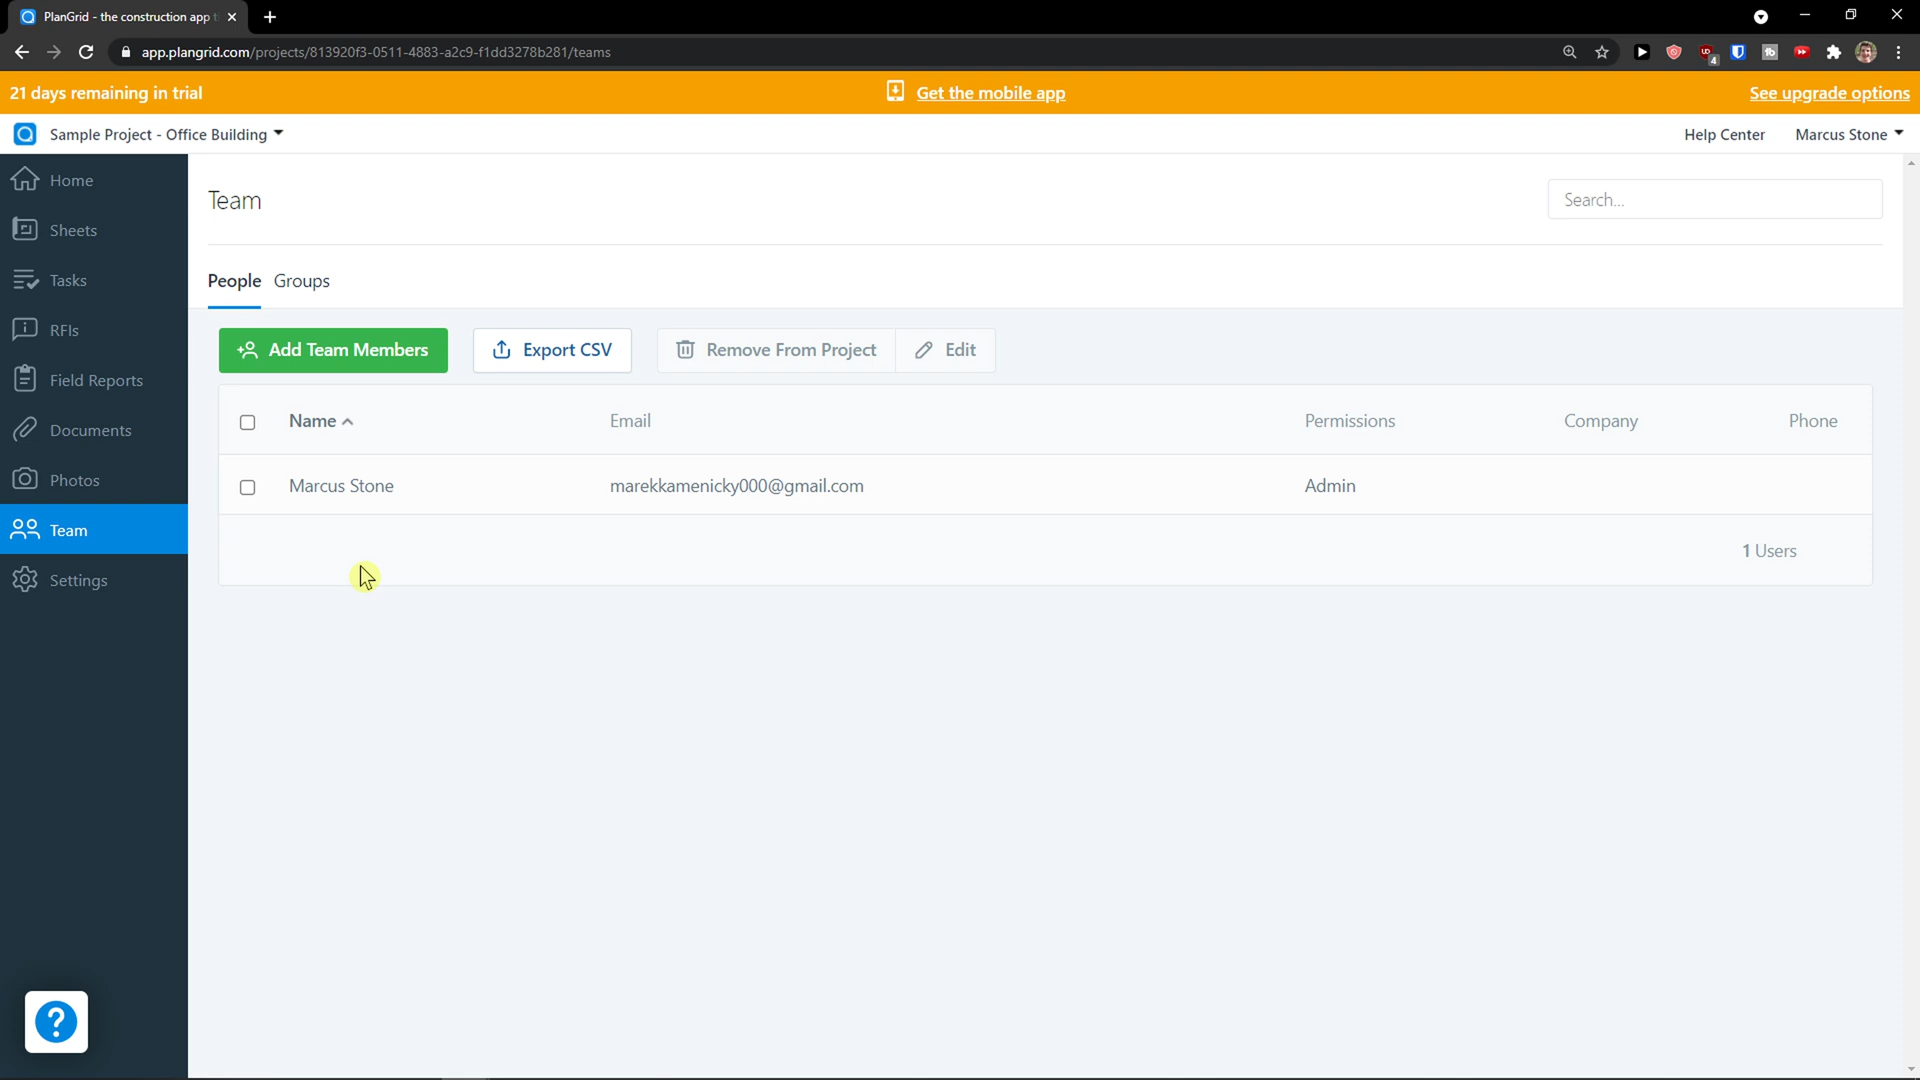 PlanGrid - the construction app t
app.plangrid.com/projects/813920f3-0511-4883-a2c9-f1dd3278b281/teams
4
21 days remaining in trial
Get the mobile app
See upgrade options
Sample Project - Office Building
Help Center
Marcus Stone
Home
Sheets
Tasks
RFIs
Field Reports
Documents
Photos
Team
Settings
Team
Search...
People Groups
Add Team Members
Export CSV
Remove From Project
Edit
Name Email Permissions Company Phone
Marcus Stone marekkamenicky000@gmail.com Admin
1 Users
?